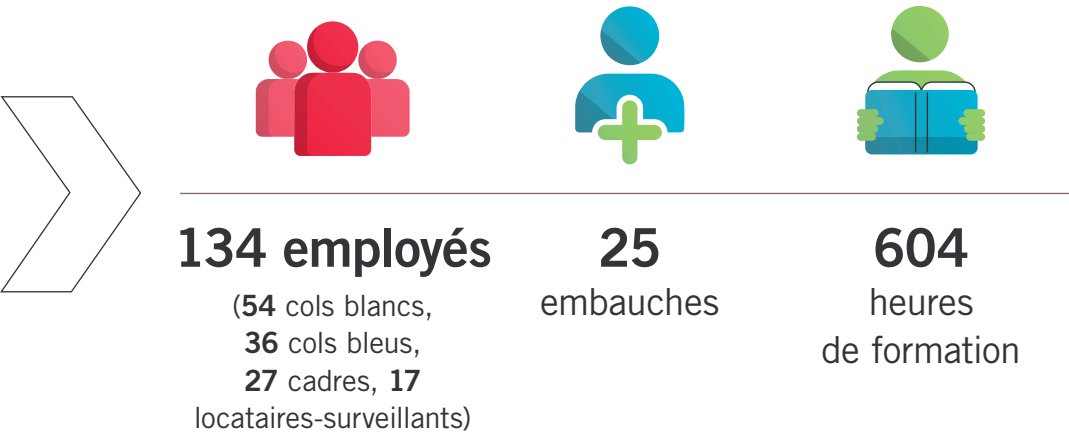 134 employés
(54 cols blancs,
36 cols bleus,
27 cadres, 17
locataires-surveillants)
25
embauches
604
heures
de formation